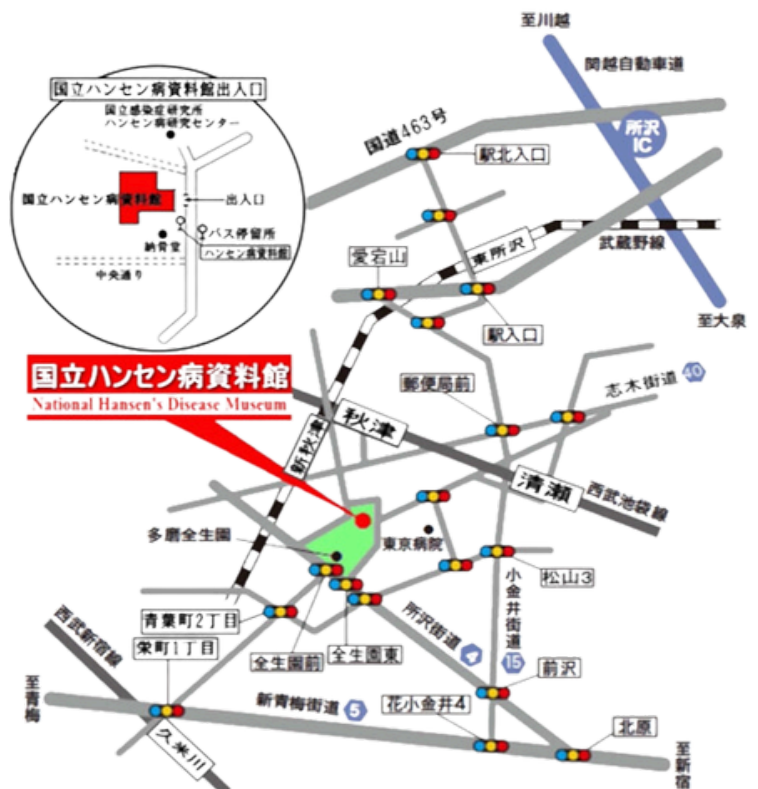 至川越
関越自動車道
国立ハンセン病資料館出入口
国立感染症研究所
ハンセン病研究センター
国道463号
所沢
IC
駅北入口
国立ハンセン病資料館
出入口
バス停留所
納骨堂
ハンセン病資料館
中央通り
東所沢
武蔵野線
愛宕山
駅入口
至大泉
国立ハンセン病資料館
National Hansen's Disease Museum
郵便局前
志木街道
40
秋津
新秋津
清瀬
西武池袋線
多磨全生園
東京病院
松山3
小金井街道
15
青葉町2丁目
所沢街道
4
西武新宿線
栄町1丁目
全生園前
全生園東
前沢
至青梅
新青梅街道
5
花小金井4
北原
久米川
至新宿